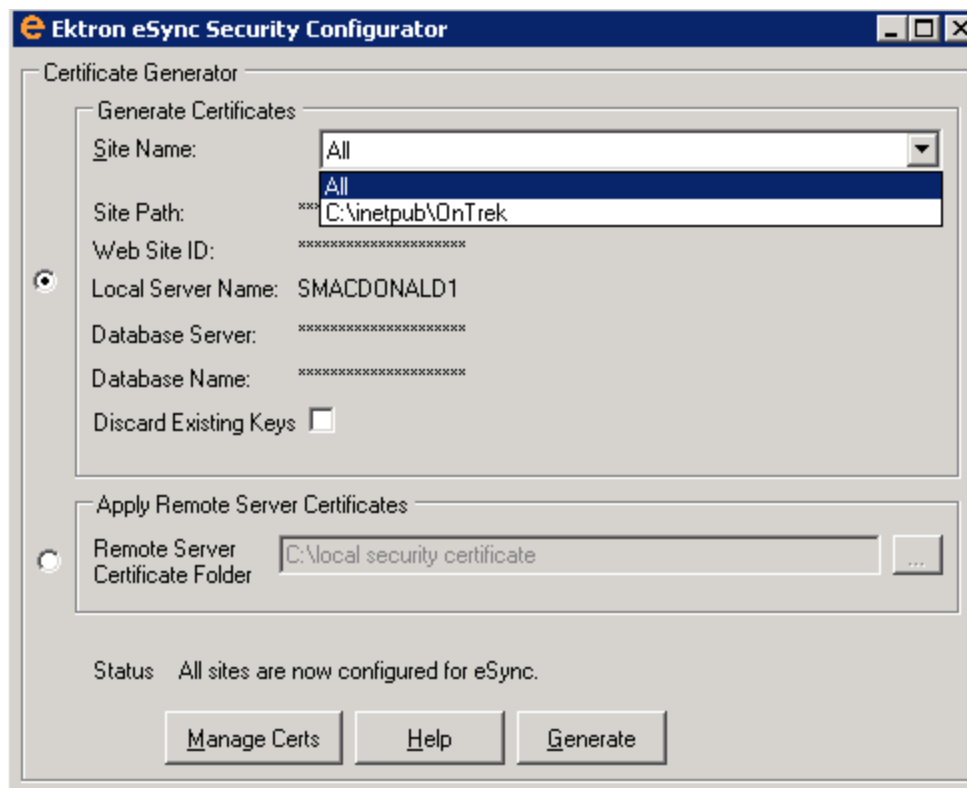 e Ektron eSync Security Configurator
Certificate Generator
Generate Certificates
Site Name: All
All
Site Path: *** C:\inetpub\OnTrek
Web Site ID: *********************
Local Server Name: SMACDONALD1
Database Server: *********************
Database Name: *********************
Discard Existing Keys
Apply Remote Server Certificates
Remote Server
Certificate Folder
C:\local security certificate ...
Status All sites are now configured for eSync.
Manage Certs Help Generate